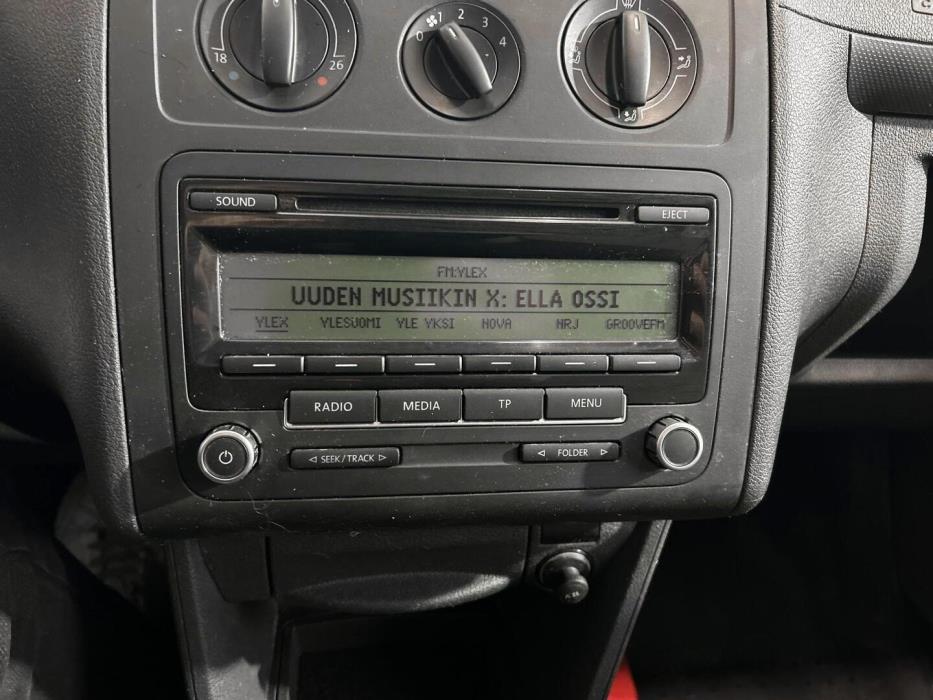 18 26
0 1 2 3 4
SOUND
EJECT
FM:YLEX
UUDEN MUSIIKIN X: ELLA OSSI
YLEX YLESUOMI YLE YKSI NOVA NRJ GROOVEFM
RADIO MEDIA TP MENU
SEEK/TRACK FOLDER